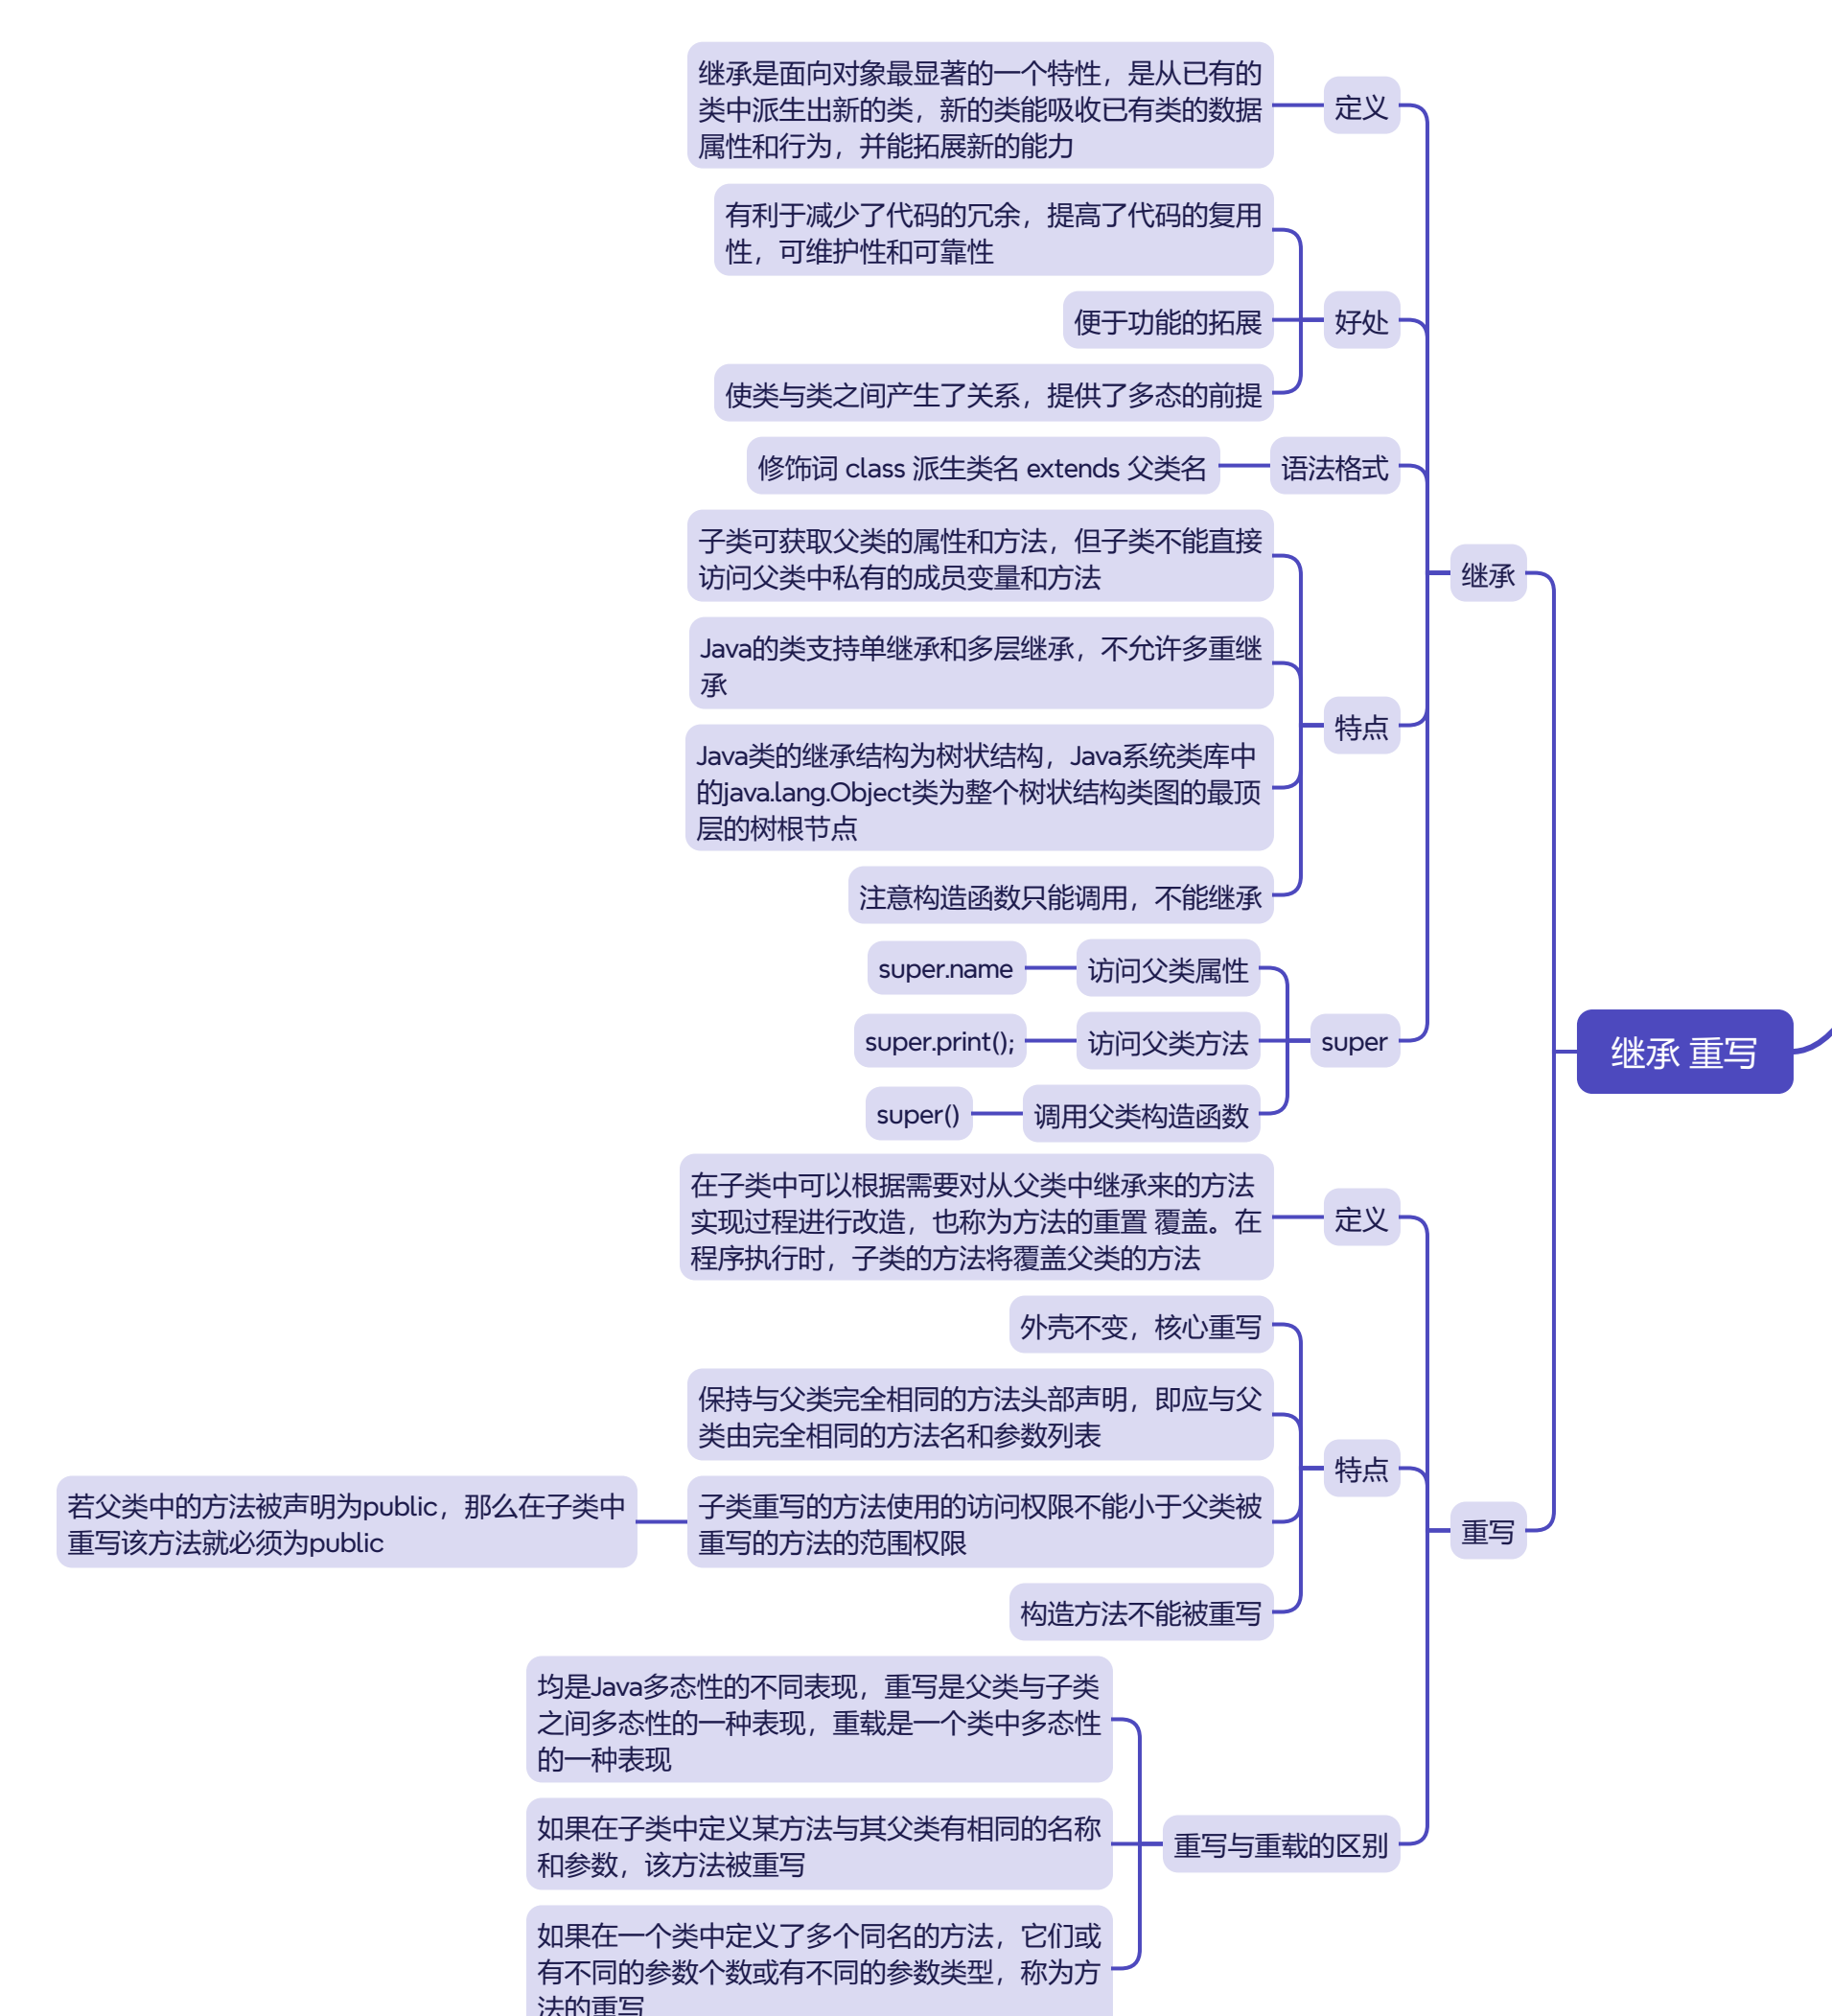 继承是面向对象最显著的一个特性，是从已有的
类中派生出新的类，新的类能吸收已有类的数据
属性和行为，并能拓展新的能力
定义
有利于减少了代码的冗余，提高了代码的复用
性，可维护性和可靠性
便于功能的拓展
好处
使类与类之间产生了关系，提供了多态的前提
修饰词 class 派生类名 extends 父类名
语法格式
子类可获取父类的属性和方法，但子类不能直接
访问父类中私有的成员变量和方法
继承
Java的类支持单继承和多层继承，不允许多重继
承
特点
Java类的继承结构为树状结构，Java系统类库中
的java.lang.Object类为整个树状结构类图的最顶
层的树根节点
注意构造函数只能调用，不能继承
super.name
访问父类属性
super.print();
访问父类方法
super
继承 重写
super()
调用父类构造函数
在子类中可以根据需要对从父类中继承来的方法
实现过程进行改造，也称为方法的重置 覆盖。在
程序执行时，子类的方法将覆盖父类的方法
定义
外壳不变，核心重写
保持与父类完全相同的方法头部声明，即应与父
类由完全相同的方法名和参数列表
特点
若父类中的方法被声明为public，那么在子类中
重写该方法就必须为public
子类重写的方法使用的访问权限不能小于父类被
重写的方法的范围权限
重写
构造方法不能被重写
均是Java多态性的不同表现，重写是父类与子类
之间多态性的一种表现，重载是一个类中多态性
的一种表现
如果在子类中定义某方法与其父类有相同的名称
和参数，该方法被重写
重写与重载的区别
如果在一个类中定义了多个同名的方法，它们或
有不同的参数个数或有不同的参数类型，称为方
法的重写